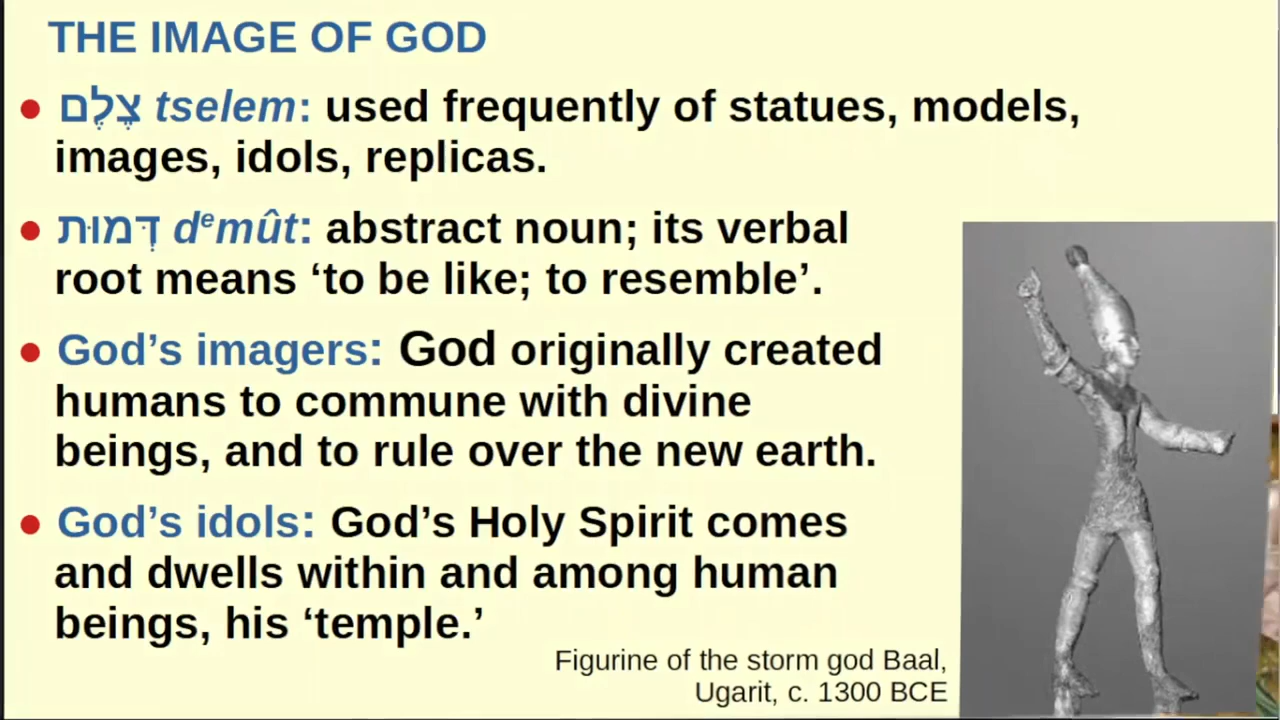 THE IMAGE OF GOD
• צֶלֶם tselem: used frequently of statues, models,
images, idols, replicas.
• דְּמוּת dᵉmût: abstract noun; its verbal
root means ‘to be like; to resemble’.
• God’s imagers: God originally created
humans to commune with divine
beings, and to rule over the new earth.
• God’s idols: God’s Holy Spirit comes
and dwells within and among human
beings, his ‘temple.’
Figurine of the storm god Baal,
Ugarit, c. 1300 BCE